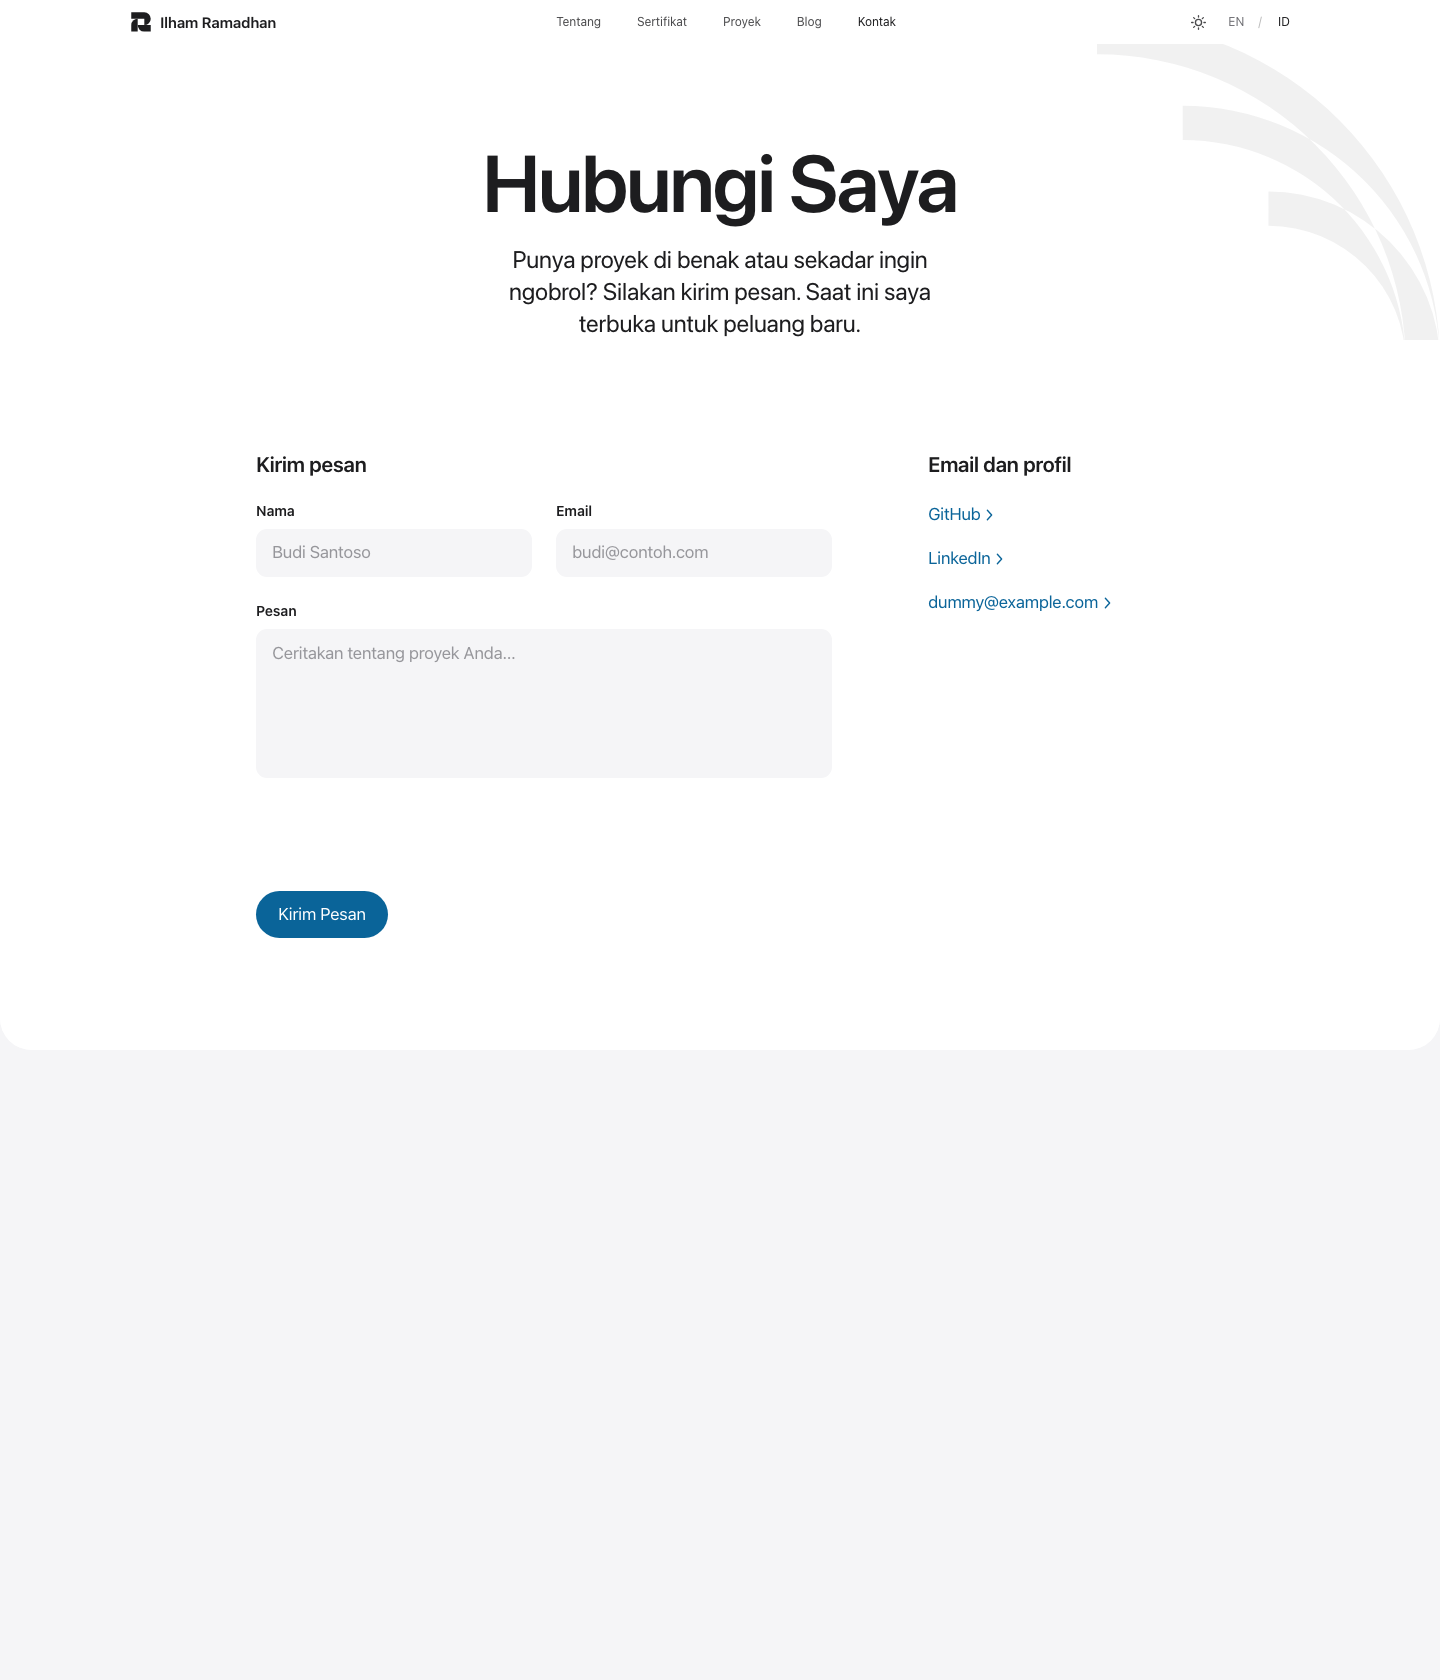 Ilham Ramadhan
Tentang
Sertifikat
Proyek
Blog
Kontak
EN / ID
Hubungi Saya
Punya proyek di benak atau sekadar ingin
ngobrol? Silakan kirim pesan. Saat ini saya
terbuka untuk peluang baru.
Kirim pesan
Nama
Budi Santoso
Email
budi@contoh.com
Pesan
Ceritakan tentang proyek Anda...
Kirim Pesan
Email dan profil
GitHub
LinkedIn
dummy@example.com